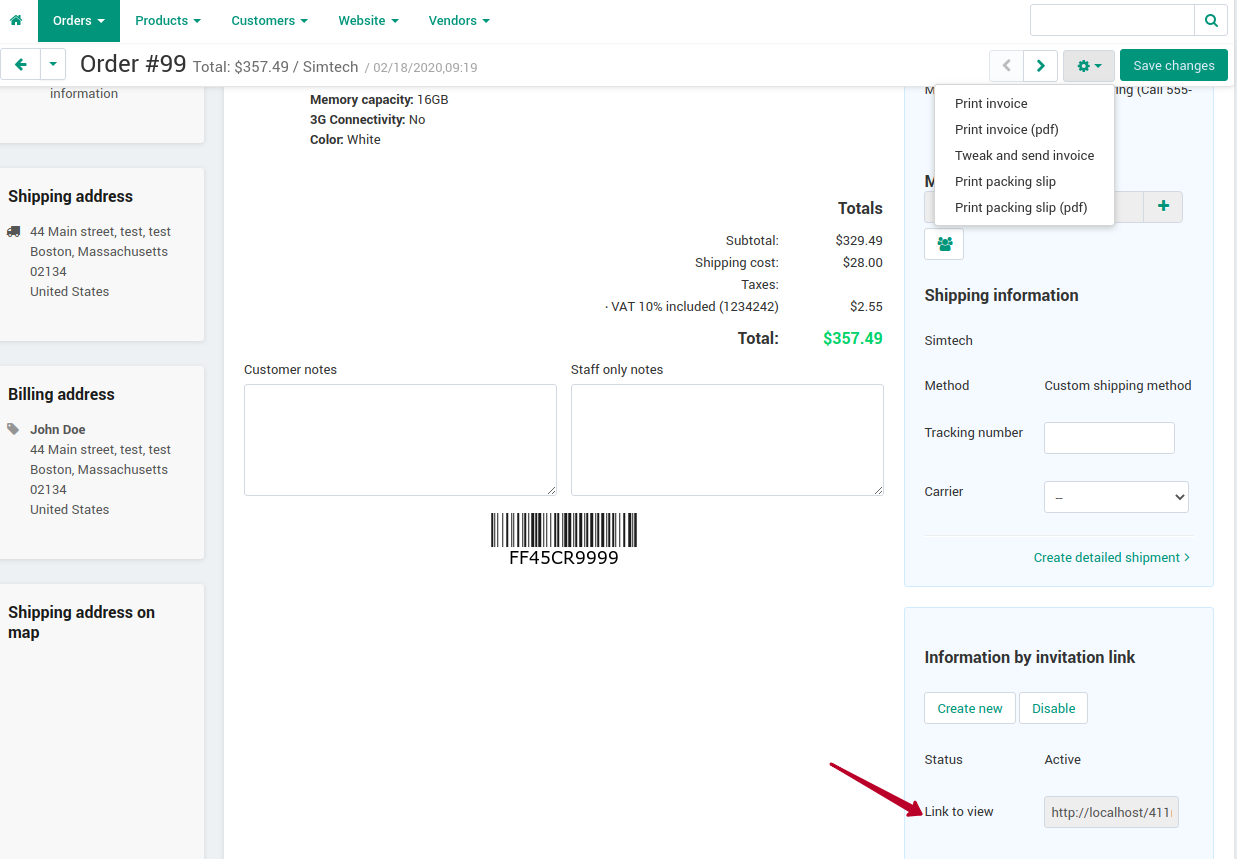 Orders Products Customers Website Vendors
Order #99 Total: $357.49 / Simtech / 02/18/2020,09:19
Save changes
Print invoice
Print invoice (pdf)
Tweak and send invoice
Print packing slip
Print packing slip (pdf)
information
Shipping address
44 Main street, test, test
Boston, Massachusetts
02134
United States
Billing address
John Doe
44 Main street, test, test
Boston, Massachusetts
02134
United States
Shipping address on
map
Memory capacity: 16GB
3G Connectivity: No
Color: White
Totals
Subtotal: $329.49
Shipping cost: $28.00
Taxes:
· VAT 10% included (1234242) $2.55
Total: $357.49
Customer notes
Staff only notes
FF45CR9999
(Call 555-
Shipping information
Simtech
Method Custom shipping method
Tracking number
Carrier --
Create detailed shipment
Information by invitation link
Create new Disable
Status Active
Link to view http://localhost/411